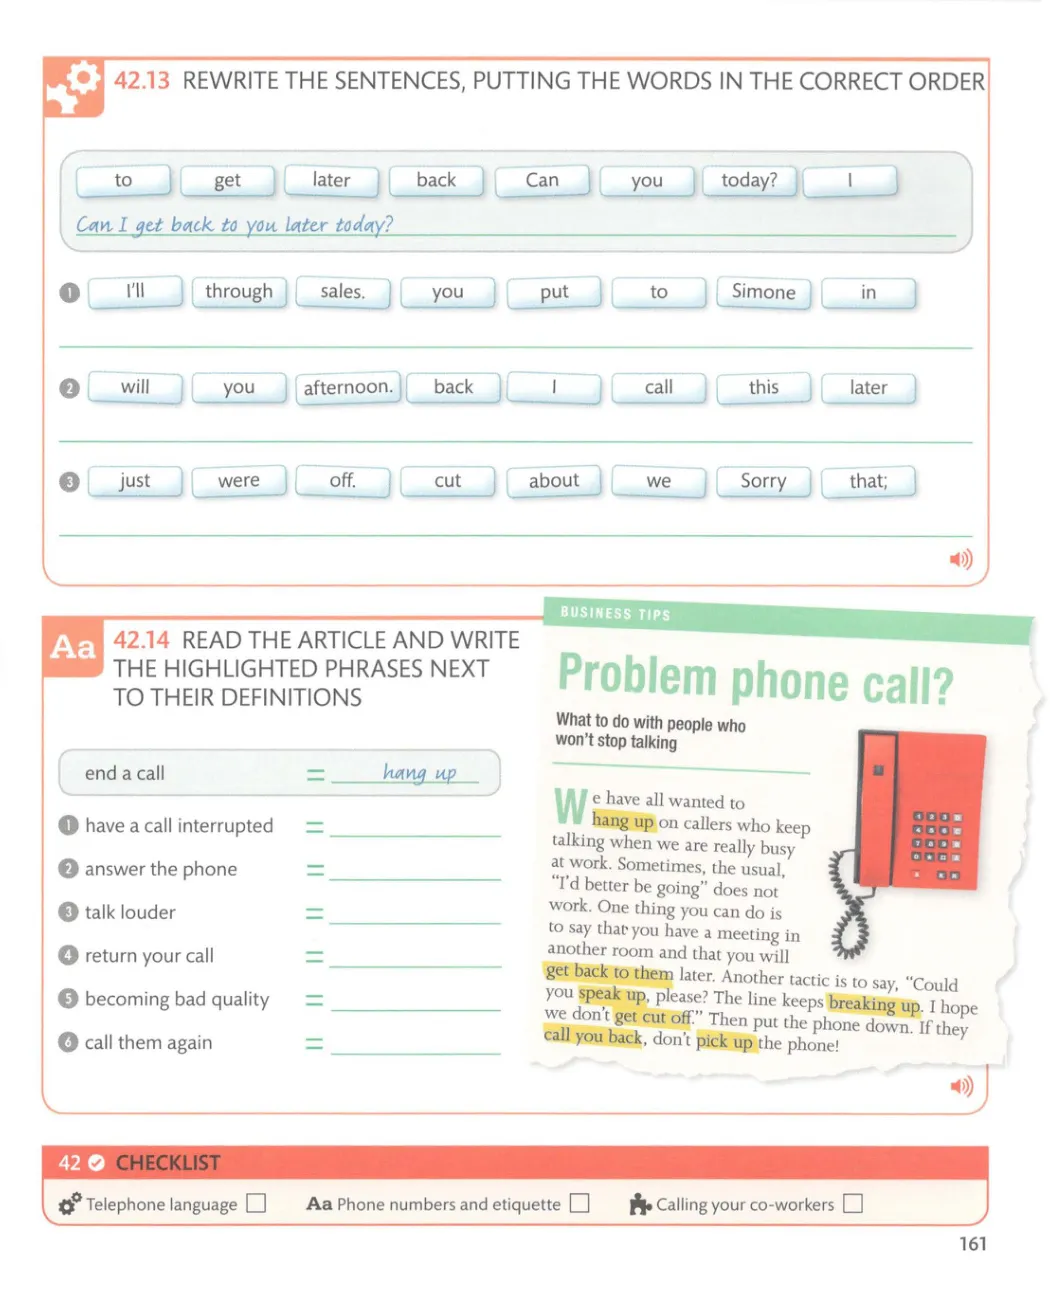 42.13 REWRITE THE SENTENCES, PUTTING THE WORDS IN THE CORRECT ORDER
to get later back Can you today? I
Can I get back to you later today?
1 I'll through sales. you put to Simone in
2 will you afternoon. back I call this later
3 just were off. cut about we Sorry that;
Aa 42.14 READ THE ARTICLE AND WRITE
THE HIGHLIGHTED PHRASES NEXT
TO THEIR DEFINITIONS
end a call = hang up
1 have a call interrupted =
2 answer the phone =
3 talk louder =
4 return your call =
5 becoming bad quality =
6 call them again =
BUSINESS TIPS
Problem phone call?
What to do with people who
won't stop talking
We have all wanted to
hang up on callers who keep
talking when we are really busy
at work. Sometimes, the usual,
“I'd better be going” does not
work. One thing you can do is
to say that you have a meeting in
another room and that you will
get back to them later. Another tactic is to say, “Could
you speak up, please? The line keeps breaking up. I hope
we don't get cut off.” Then put the phone down. If they
call you back, don't pick up the phone!
42 CHECKLIST
Telephone language Aa Phone numbers and etiquette Calling your co-workers
161